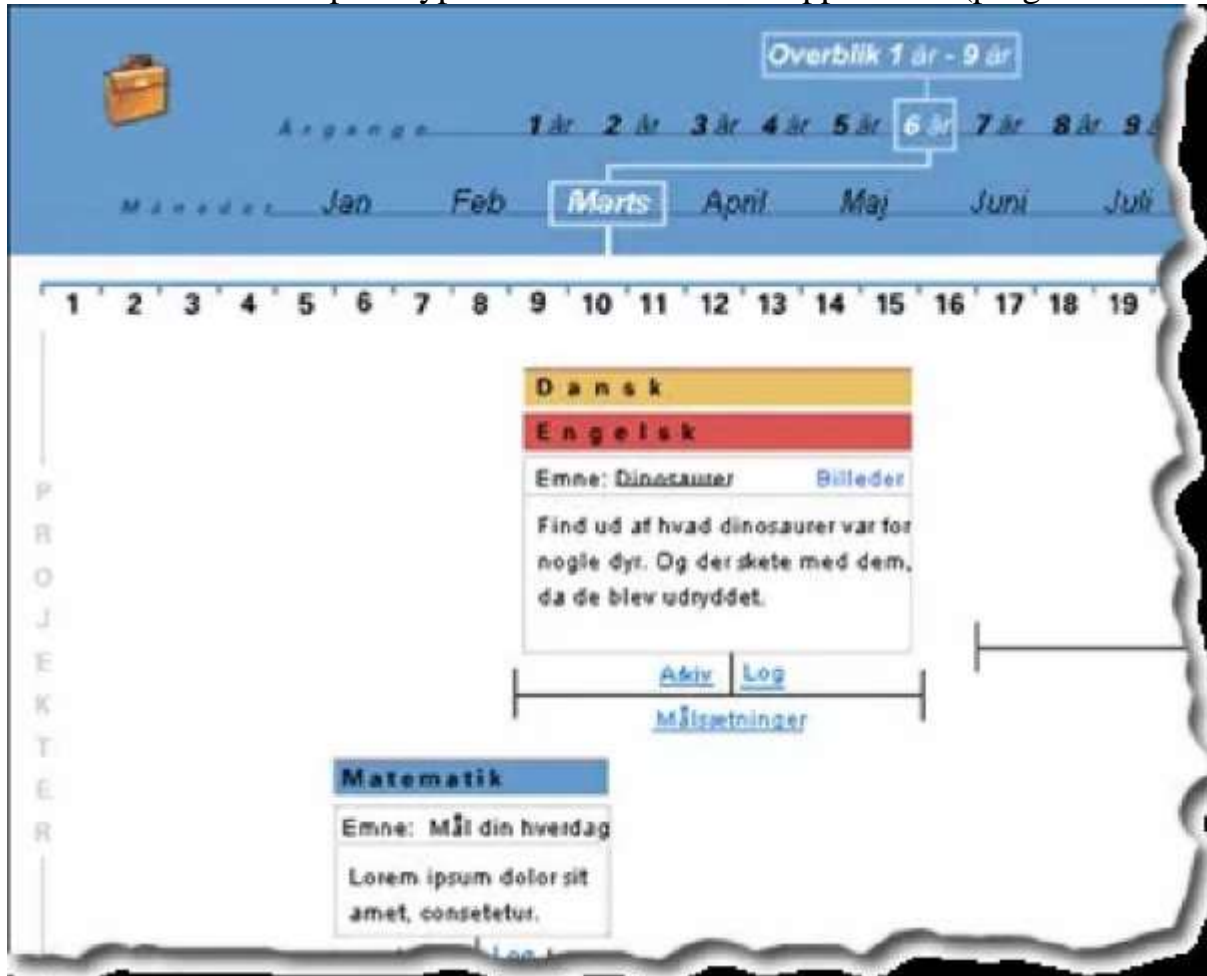 Overblik 1 år - 9 år
Årgange 1 år 2 år 3 år 4 år 5 år 6 år 7 år 8 år 9
Måneder Jan Feb Marts April Maj Juni Juli
1 2 3 4 5 6 7 8 9 10 11 12 13 14 15 16 17 18 19
PROJEKTER
Dansk
Engelsk
Emne: Dinosaurer Billeder
Find ud af hvad dinosaurer var for
nogle dyr. Og der skete med dem,
da de blev udryddet.
Arkiv Log
Målsætninger
Matematik
Emne: Mål din hverdag
Lorem ipsum dolor sit
amet, consetetur.
Log